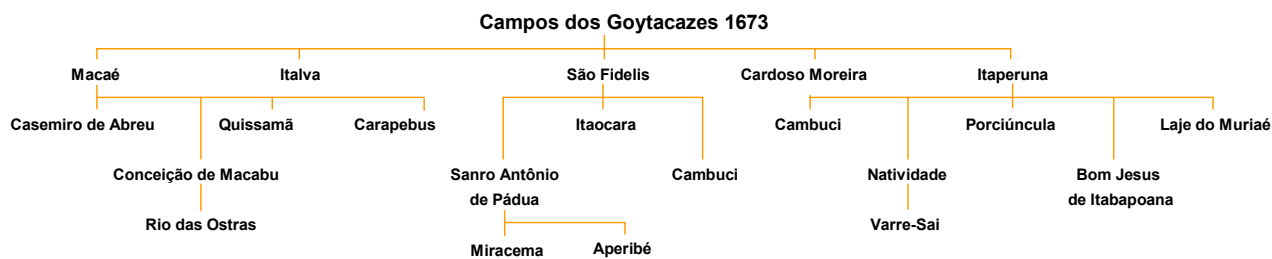 Campos dos Goytacazes 1673
Macaé
Italva
São Fidelis
Cardoso Moreira
Itaperuna
Casemiro de Abreu
Quissamã
Carapebus
Itaocara
Cambuci
Porciúncula
Laje do Muriaé
Conceição de Macabu
Sanro Antônio
de Pádua
Cambuci
Natividade
Bom Jesus
de Itabapoana
Rio das Ostras
Varre-Sai
Miracema
Aperibé